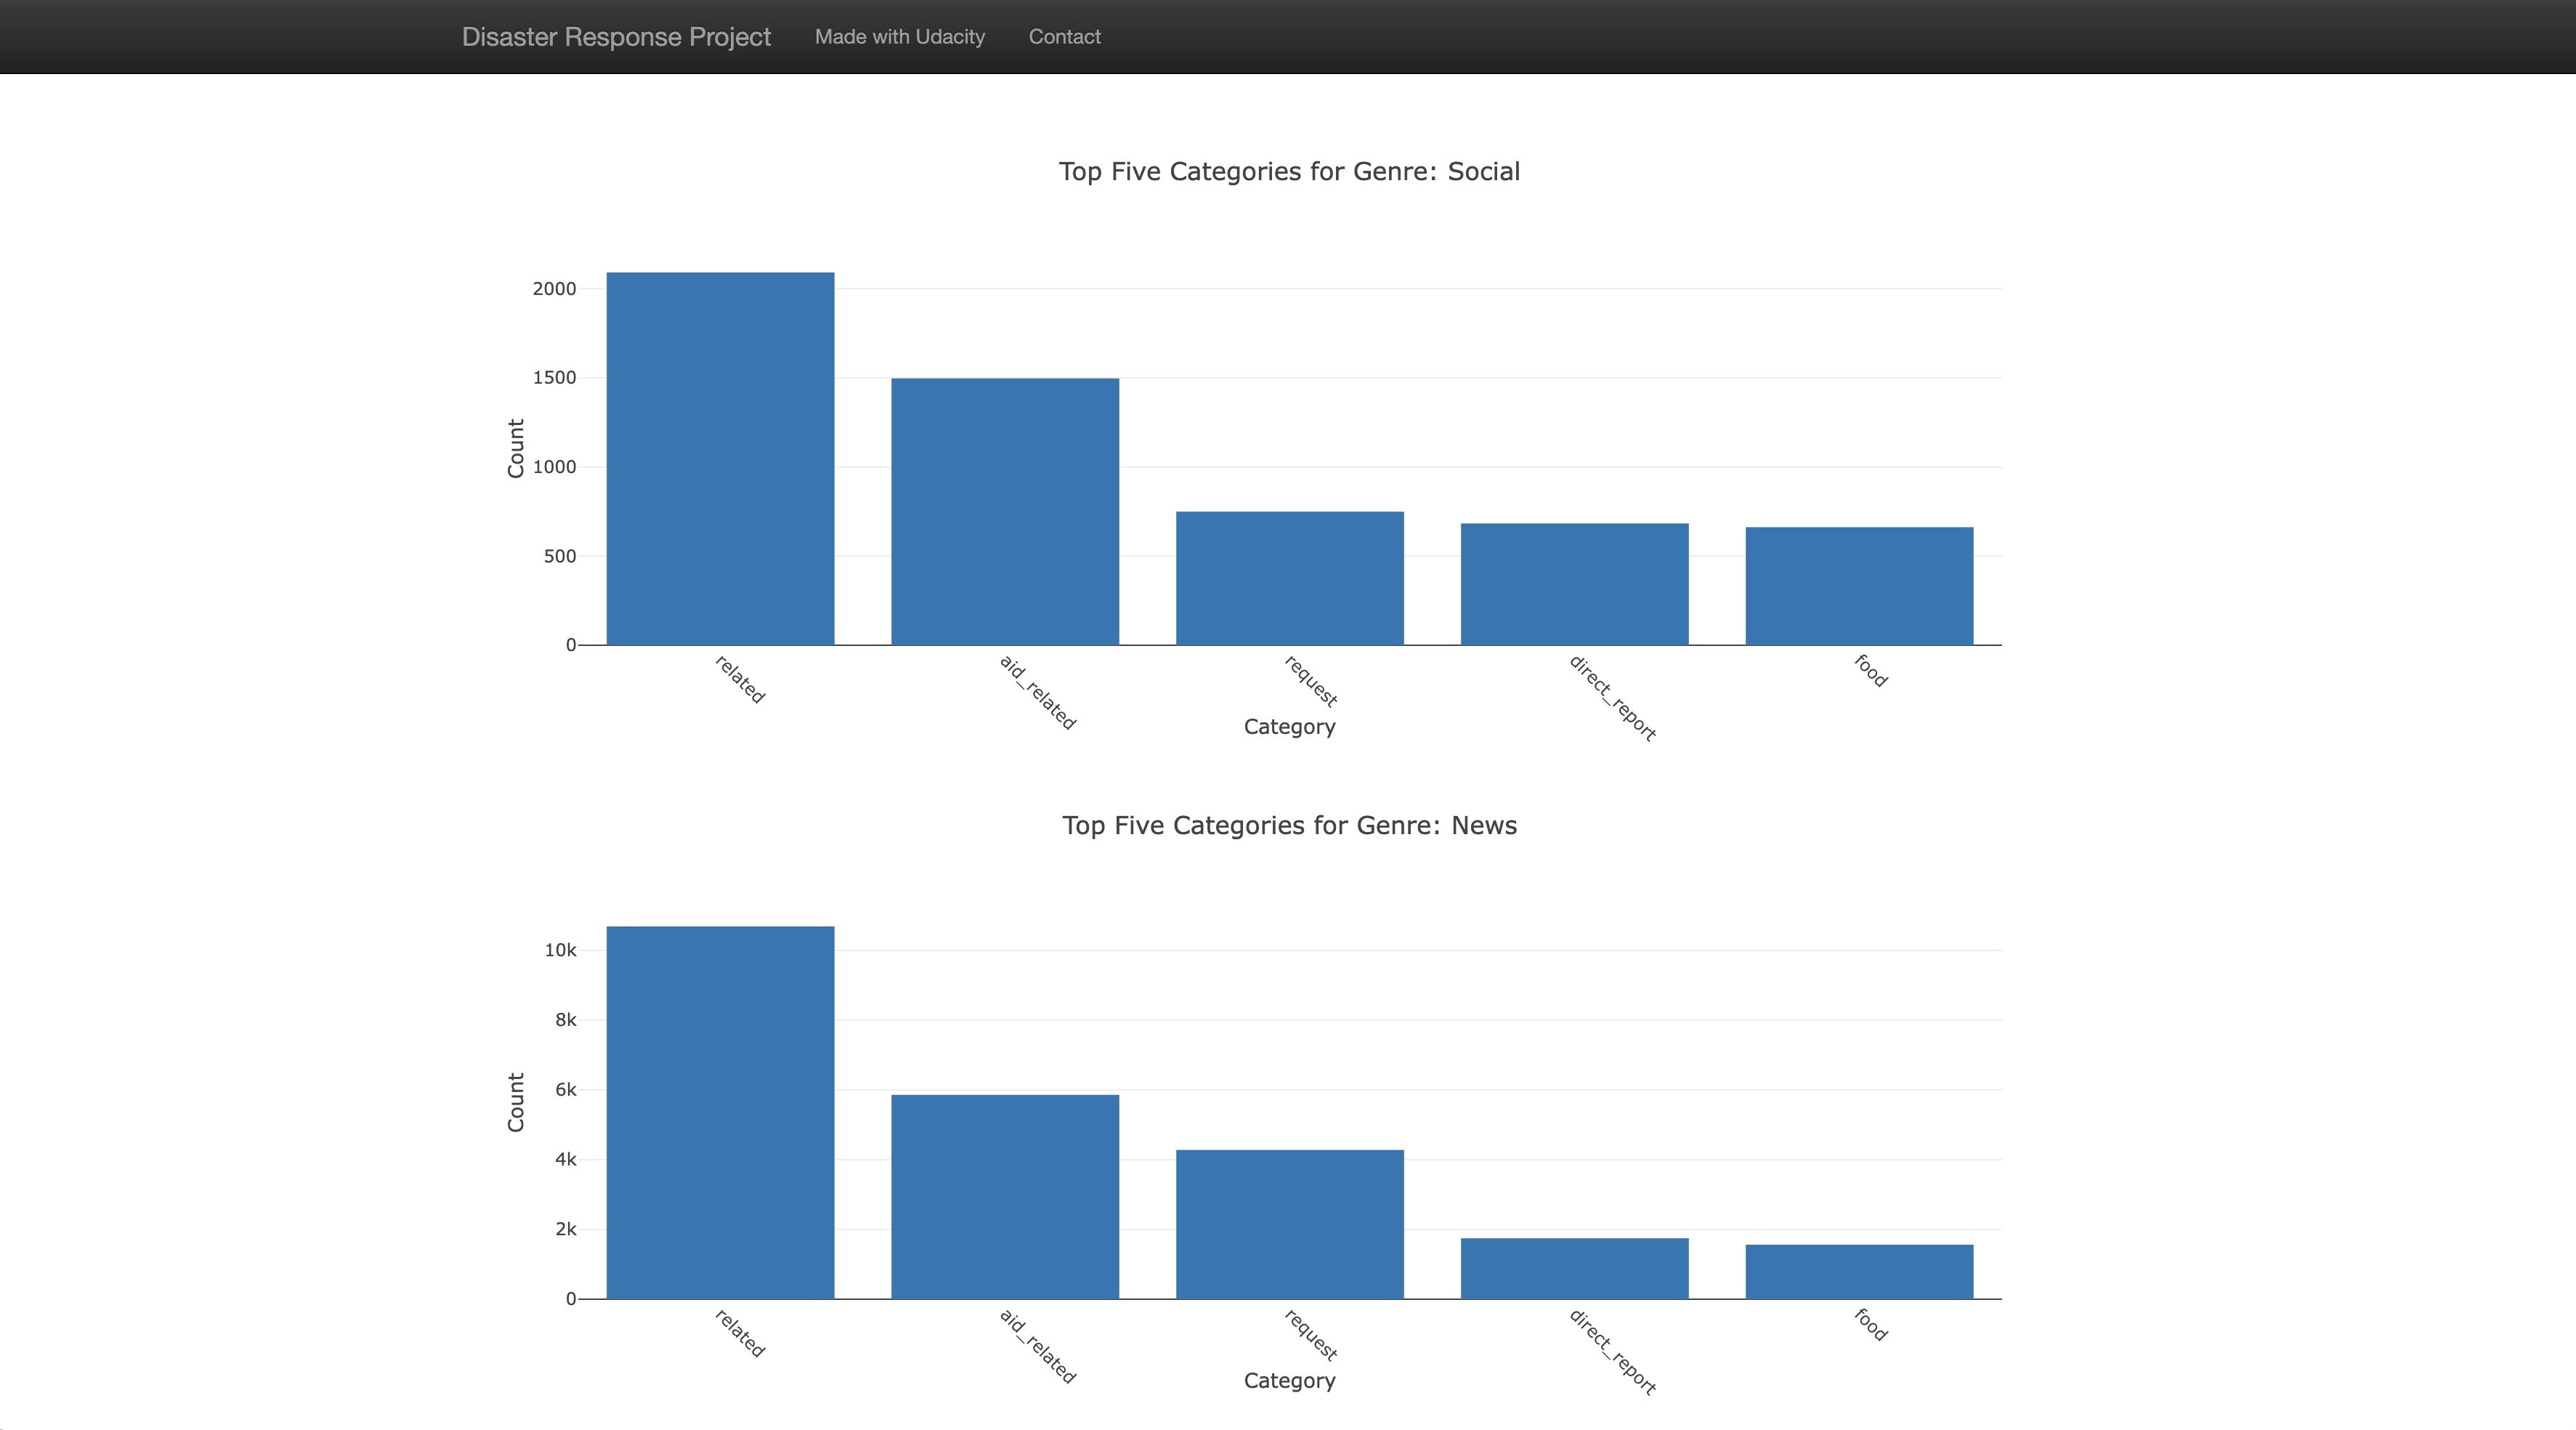 Disaster Response Project Made with Udacity Contact
Top Five Categories for Genre: Social
2000
1500
1000
500
0
Count
related
aid_related
request
direct_report
food
Category
Top Five Categories for Genre: News
10k
8k
6k
4k
2k
0
Count
related
aid_related
request
direct_report
food
Category